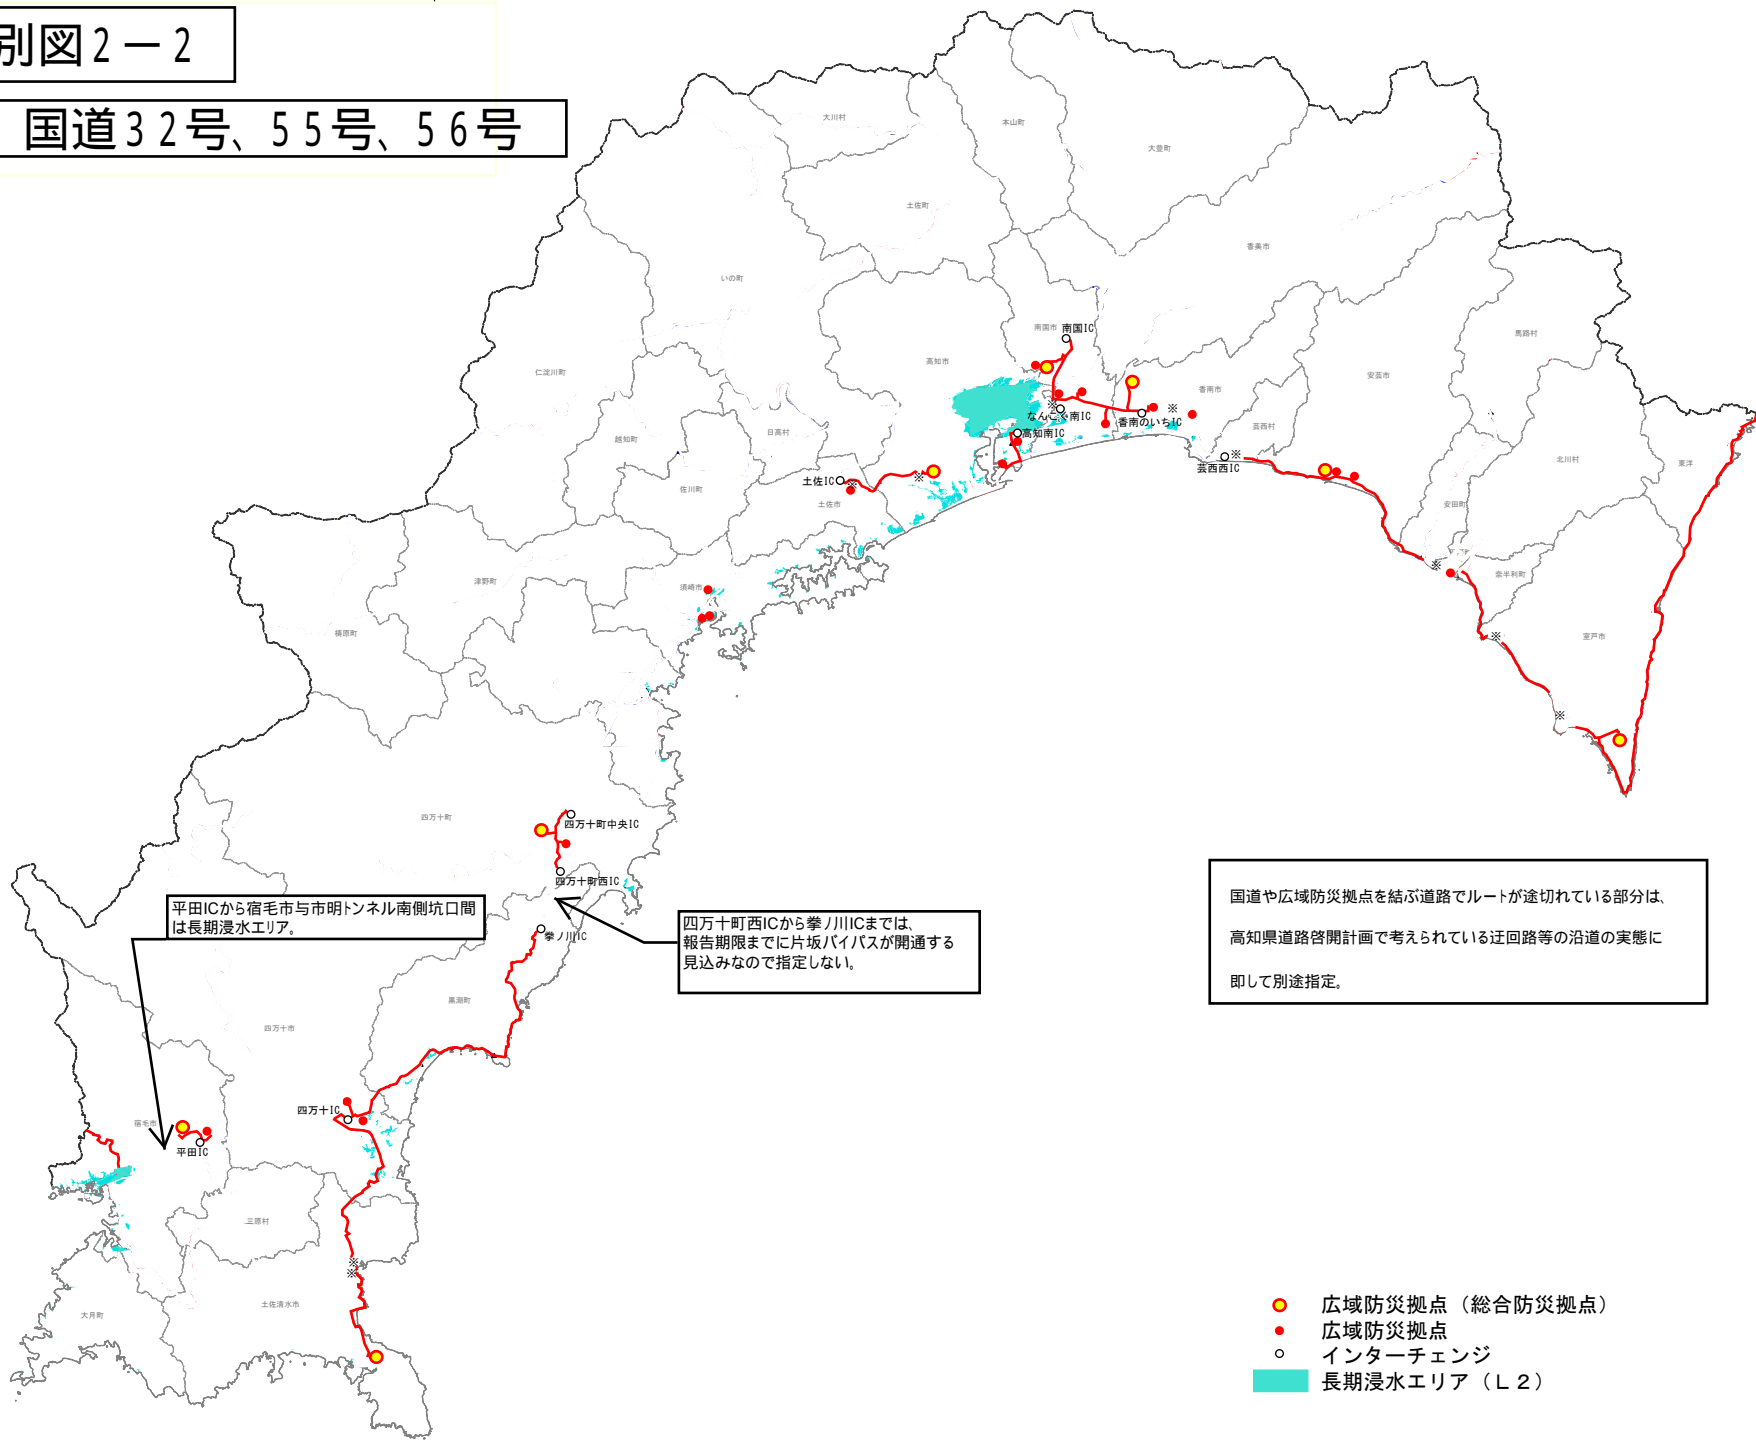 別図2－2
国道32号、55号、56号
大川村
本山町
大豊町
土佐町
香美市
いの町
南国市
南国IC
馬路村
高知市
仁淀川町
安芸市
香南市
※
※
なんこく南IC
香南のいちIC
芸西村
高知南IC
日高村
越知町
※
芸西西IC
北川村
東洋
土佐IC
※
※
佐川町
土佐市
安田町
※
奈半利町
津野町
須崎市
梼原町
※
室戸市
※
四万十町
四万十町中央IC
四万十町西IC
平田ICから宿毛市与市明トンネル南側坑口間
は長期浸水エリア。
四万十町西ICから拳ノ川ICまでは、
報告期限までに片坂バイパスが開通する
見込みなので指定しない。
国道や広域防災拠点を結ぶ道路でルートが途切れている部分は、
高知県道路啓開計画で考えられている迂回路等の沿道の実態に
即して別途指定。
拳ノ川IC
黒潮町
四万十市
四万十IC
宿毛市
平田IC
三原村
※
※
土佐清水市
大月町
広域防災拠点（総合防災拠点）
広域防災拠点
インターチェンジ
長期浸水エリア（Ｌ２）